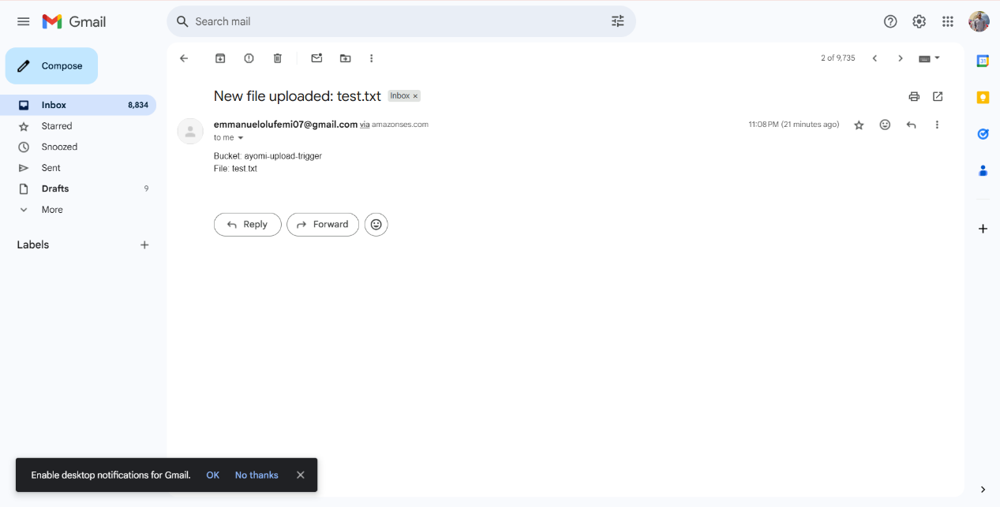 Gmail
Search mail
Compose
2 of 9,735
Inbox 8,834
Starred
Snoozed
Sent
Drafts 9
More
Labels
New file uploaded: test.txt Inbox ×
emmanuelolufemi07@gmail.com via amazonses.com 11:08 PM (21 minutes ago)
to me
Bucket: ayomi-upload-trigger
File: test.txt
Reply Forward
31
Enable desktop notifications for Gmail. OK No thanks